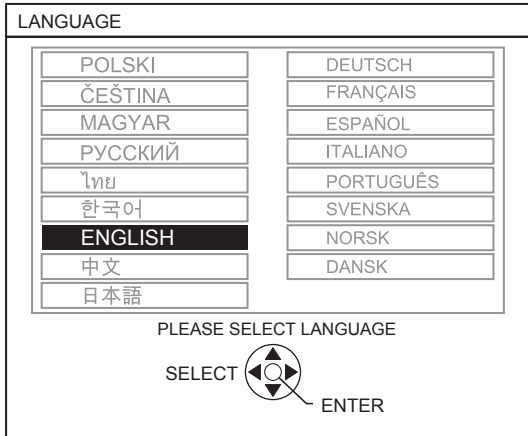 LANGUAGE
POLSKI
ČEŠTINA
MAGYAR
РУССКИЙ
ไทย
한국어
ENGLISH
中文
日本語
DEUTSCH
FRANÇAIS
ESPAÑOL
ITALIANO
PORTUGUÊS
SVENSKA
NORSK
DANSK
PLEASE SELECT LANGUAGE
SELECT
ENTER